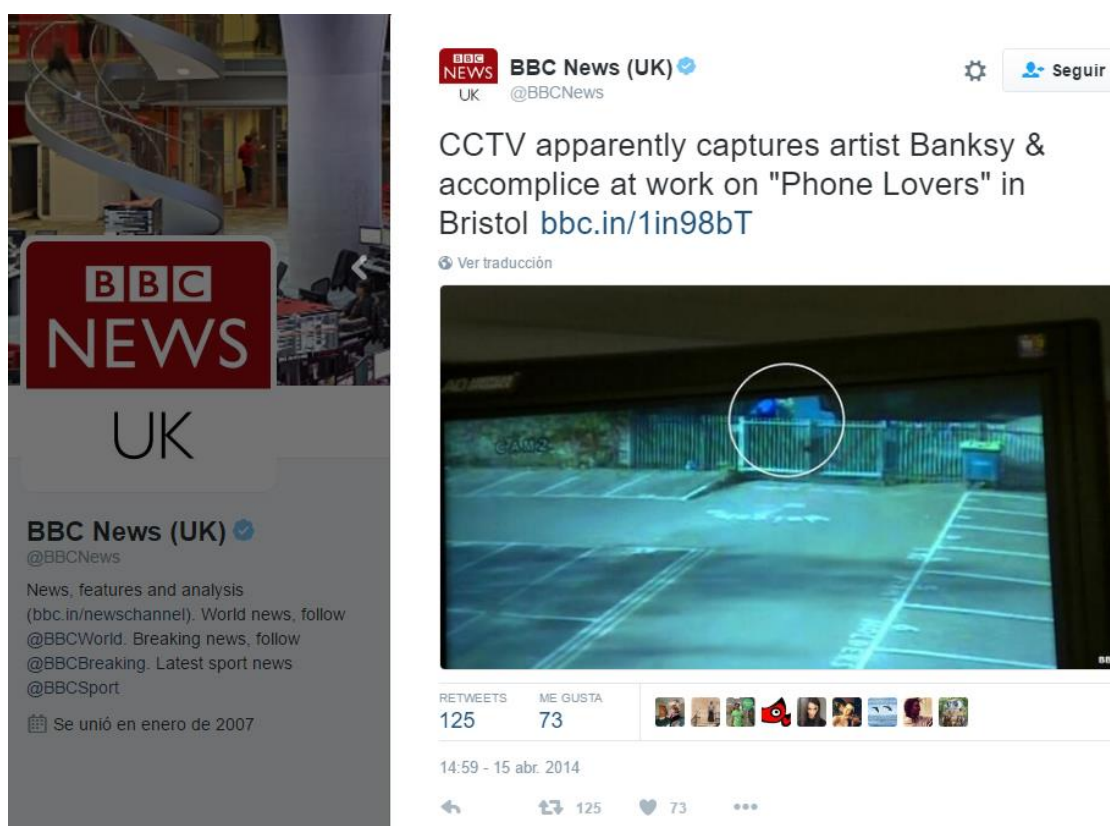 BBC
NEWS
UK
BBC News (UK)
@BBCNews
News, features and analysis
(bbc.in/newschannel). World news, follow
@BBCWorld. Breaking news, follow
@BBCBreaking. Latest sport news
@BBCSport
Se unió en enero de 2007
BBC
NEWS
UK
BBC News (UK)
@BBCNews
Seguir
CCTV apparently captures artist Banksy &
accomplice at work on "Phone Lovers" in
Bristol bbc.in/1in98bT
Ver traducción
CAM2
RETWEETS
125
ME GUSTA
73
14:59 - 15 abr. 2014
125
73